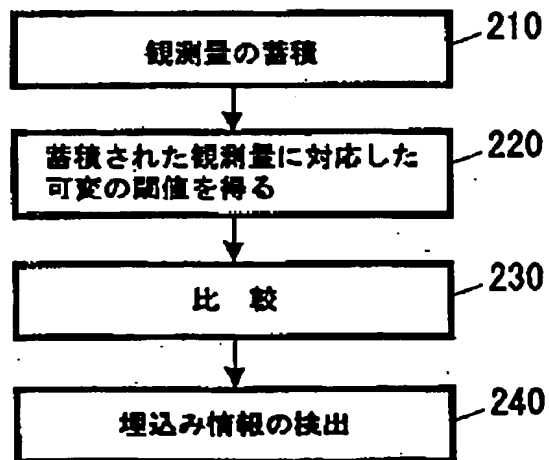 観測量の蓄積
210
蓄積された観測量に対応した
可変の閾値を得る
220
比 較
230
埋込み情報の検出
240